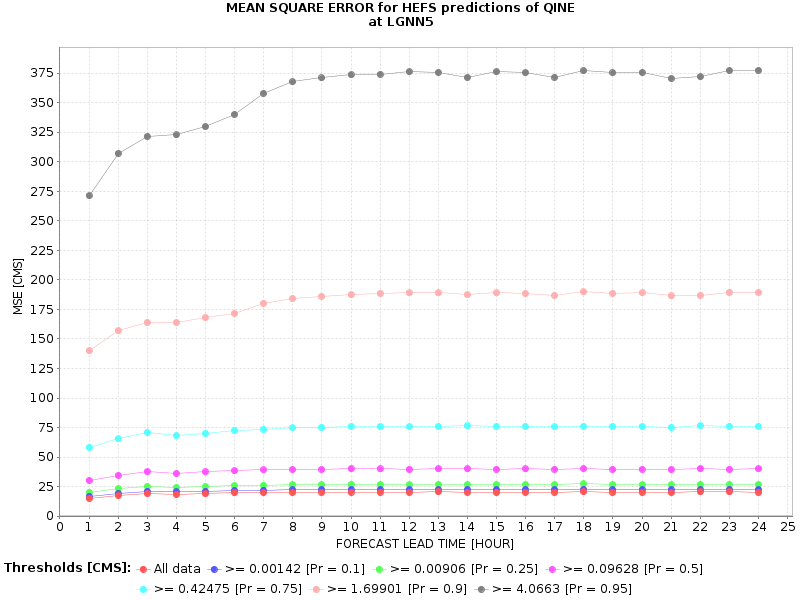 MEAN SQUARE ERROR for HEFS predictions of QINE
at LGNN5
375
350
325
300
275
250
225
200
175
150
125
100
75
50
25
0
MSE [CMS]
0 1 2 3 4 5 6 7 8 9 10 11 12 13 14 15 16 17 18 19 20 21 22 23 24 25
FORECAST LEAD TIME [HOUR]
Thresholds [CMS]: All data >= 0.00142 [Pr = 0.1] >= 0.00906 [Pr = 0.25] >= 0.09628 [Pr = 0.5]
>= 0.42475 [Pr = 0.75] >= 1.69901 [Pr = 0.9] >= 4.0663 [Pr = 0.95]